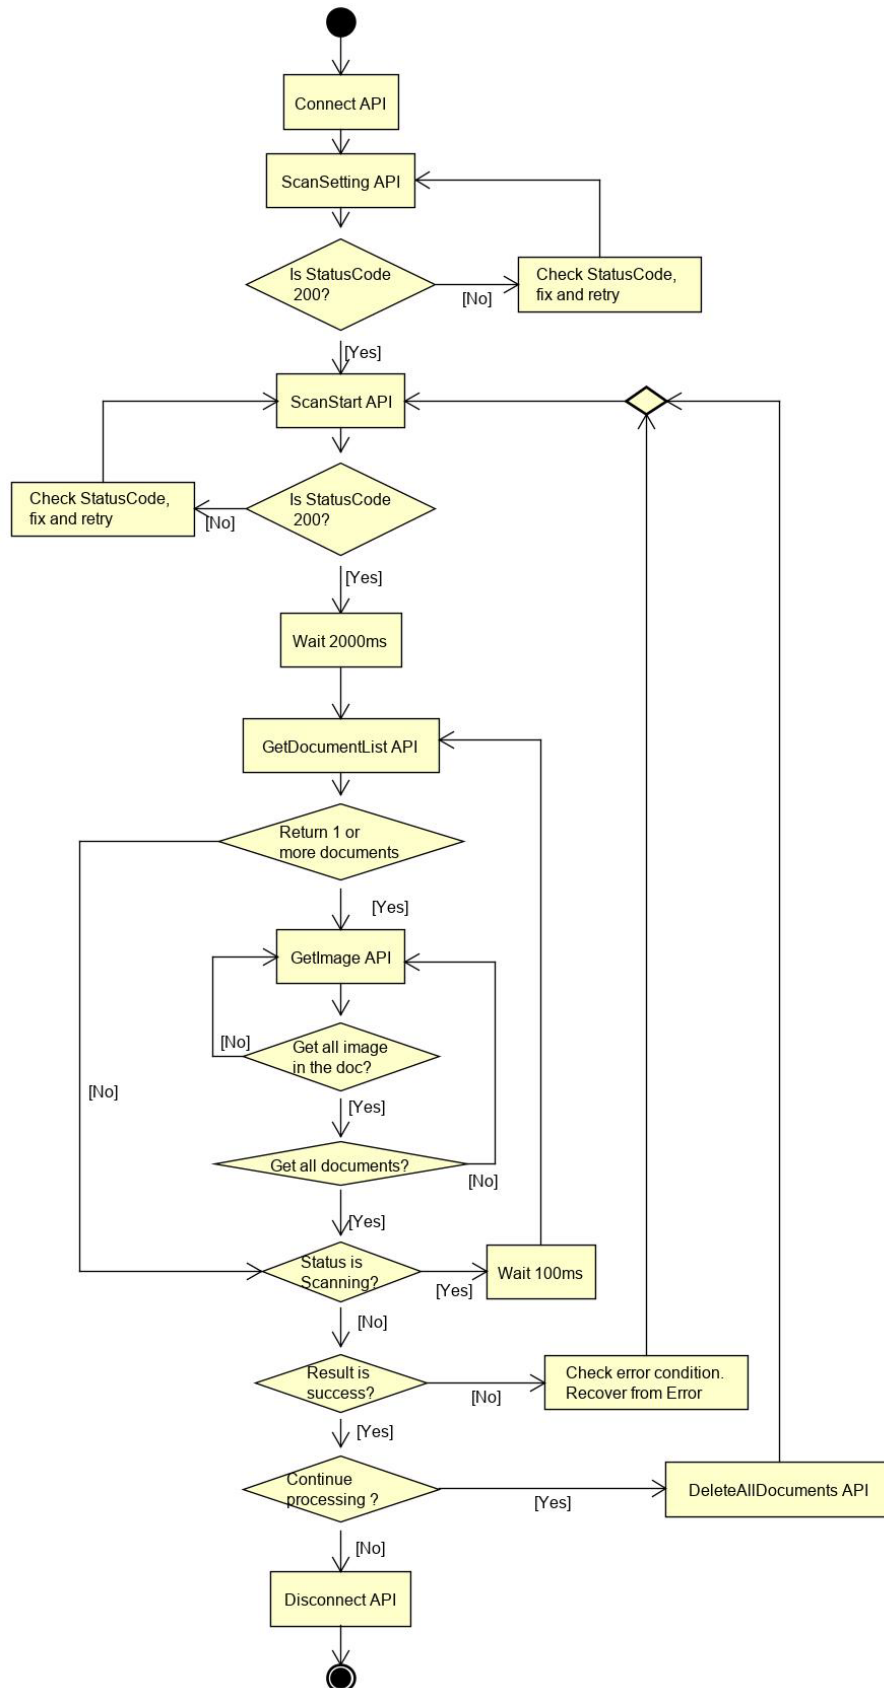 Connect API
ScanSetting API
Is StatusCode
200?
[No]
Check StatusCode,
fix and retry
[Yes]
ScanStart API
Is StatusCode
200?
[No]
Check StatusCode,
fix and retry
[Yes]
Wait 2000ms
GetDocumentList API
Return 1 or
more documents
[Yes]
GetImage API
[No]
Get all image
in the doc?
[No]
[Yes]
Get all documents?
[No]
[Yes]
Status is
Scanning?
[Yes]
Wait 100ms
[No]
Result is
success?
[No]
Check error condition.
Recover from Error
[Yes]
Continue
processing ?
[Yes]
DeleteAllDocuments API
[No]
Disconnect API